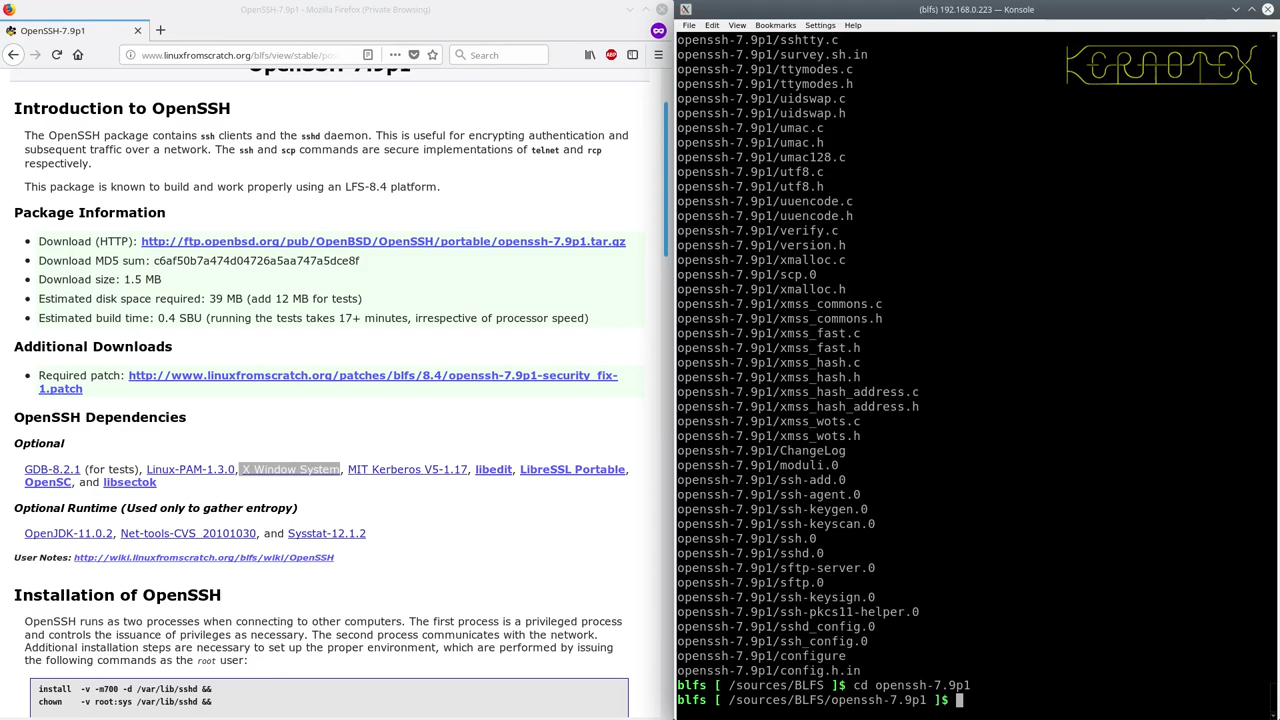 OpenSSH-7.9p1 - Mozilla Firefox (Private Browsing)
OpenSSH-7.9p1
www.linuxfromscratch.org/blfs/view/stable/pos
Search
ABP
OpenSSH-7.9p1
Introduction to OpenSSH
The OpenSSH package contains ssh clients and the sshd daemon. This is useful for encrypting authentication and
subsequent traffic over a network. The ssh and scp commands are secure implementations of telnet and rcp
respectively.
This package is known to build and work properly using an LFS-8.4 platform.
Package Information
• Download (HTTP): http://ftp.openbsd.org/pub/OpenBSD/OpenSSH/portable/openssh-7.9p1.tar.gz
• Download MD5 sum: c6af50b7a474d04726a5aa747a5dce8f
• Download size: 1.5 MB
• Estimated disk space required: 39 MB (add 12 MB for tests)
• Estimated build time: 0.4 SBU (running the tests takes 17+ minutes, irrespective of processor speed)
Additional Downloads
• Required patch: http://www.linuxfromscratch.org/patches/blfs/8.4/openssh-7.9p1-security_fix-
1.patch
OpenSSH Dependencies
Optional
GDB-8.2.1 (for tests), Linux-PAM-1.3.0, X Window System, MIT Kerberos V5-1.17, libedit, LibreSSL Portable,
OpenSC, and libsectok
Optional Runtime (Used only to gather entropy)
OpenJDK-11.0.2, Net-tools-CVS_20101030, and Sysstat-12.1.2
User Notes: http://wiki.linuxfromscratch.org/blfs/wiki/OpenSSH
Installation of OpenSSH
OpenSSH runs as two processes when connecting to other computers. The first process is a privileged process
and controls the issuance of privileges as necessary. The second process communicates with the network.
Additional installation steps are necessary to set up the proper environment, which are performed by issuing
the following commands as the root user:
install -v -m700 -d /var/lib/sshd &&
chown -v root:sys /var/lib/sshd &&
(blfs) 192.168.0.223 — Konsole
File Edit View Bookmarks Settings Help
KERNOTEX
openssh-7.9p1/sshtty.c
openssh-7.9p1/survey.sh.in
openssh-7.9p1/ttymodes.c
openssh-7.9p1/ttymodes.h
openssh-7.9p1/uidswap.c
openssh-7.9p1/uidswap.h
openssh-7.9p1/umac.c
openssh-7.9p1/umac.h
openssh-7.9p1/umac128.c
openssh-7.9p1/utf8.c
openssh-7.9p1/utf8.h
openssh-7.9p1/uuencode.c
openssh-7.9p1/uuencode.h
openssh-7.9p1/verify.c
openssh-7.9p1/version.h
openssh-7.9p1/xmalloc.c
openssh-7.9p1/scp.0
openssh-7.9p1/xmalloc.h
openssh-7.9p1/xmss_commons.c
openssh-7.9p1/xmss_commons.h
openssh-7.9p1/xmss_fast.c
openssh-7.9p1/xmss_fast.h
openssh-7.9p1/xmss_hash.c
openssh-7.9p1/xmss_hash.h
openssh-7.9p1/xmss_hash_address.c
openssh-7.9p1/xmss_hash_address.h
openssh-7.9p1/xmss_wots.c
openssh-7.9p1/xmss_wots.h
openssh-7.9p1/ChangeLog
openssh-7.9p1/moduli.0
openssh-7.9p1/ssh-add.0
openssh-7.9p1/ssh-agent.0
openssh-7.9p1/ssh-keygen.0
openssh-7.9p1/ssh-keyscan.0
openssh-7.9p1/ssh.0
openssh-7.9p1/sshd.0
openssh-7.9p1/sftp-server.0
openssh-7.9p1/sftp.0
openssh-7.9p1/ssh-keysign.0
openssh-7.9p1/ssh-pkcs11-helper.0
openssh-7.9p1/sshd_config.0
openssh-7.9p1/ssh_config.0
openssh-7.9p1/configure
openssh-7.9p1/config.h.in
blfs [ /sources/BLFS ]$ cd openssh-7.9p1
blfs [ /sources/BLFS/openssh-7.9p1 ]$